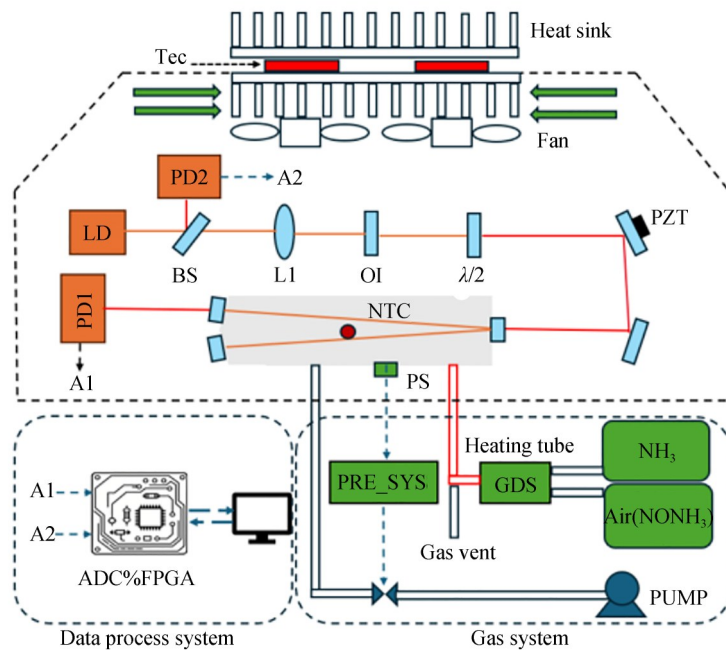 Heat sink
Tec
Fan
PD2
A2
LD
PZT
BS
L1
OI
λ/2
PD1
NTC
A1
PS
Heating tube
NH₃
PRE_SYS
GDS
Air(NONH₃)
A1
A2
Gas vent
ADC%FPGA
PUMP
Data process system
Gas system